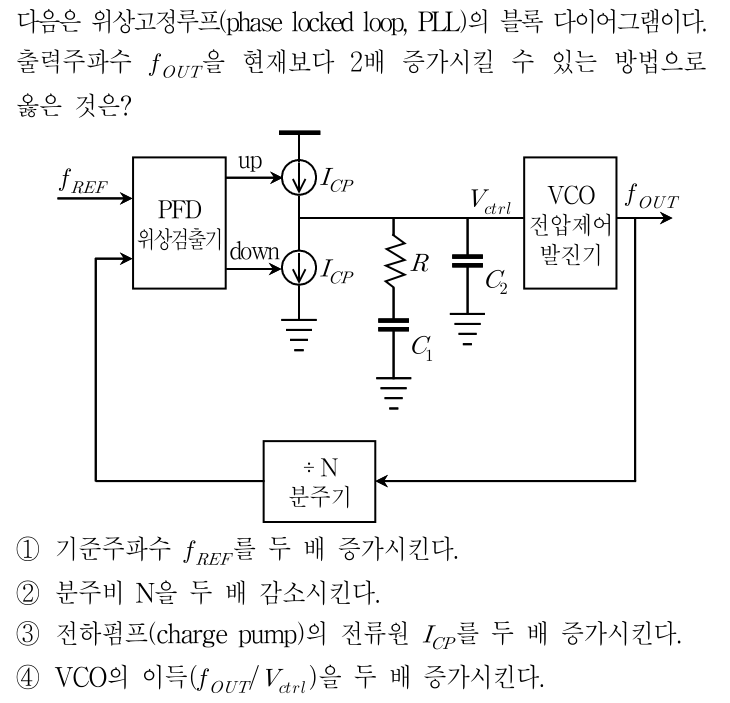 다음은 위상고정루프(phase locked loop, PLL)의 블록 다이어그램이다.
출력주파수 f_OUT을 현재보다 2배 증가시킬 수 있는 방법으로
옳은 것은?
up
f_REF
I_CP
PFD
위상검출기
V_ctrl
VCO
전압제어
발진기
f_OUT
down
I_CP
R
C_2
C_1
÷N
분주기
① 기준주파수 f_REF를 두 배 증가시킨다.
② 분주비 N을 두 배 감소시킨다.
③ 전하펌프(charge pump)의 전류원 I_CP를 두 배 증가시킨다.
④ VCO의 이득(f_OUT/V_ctrl)을 두 배 증가시킨다.